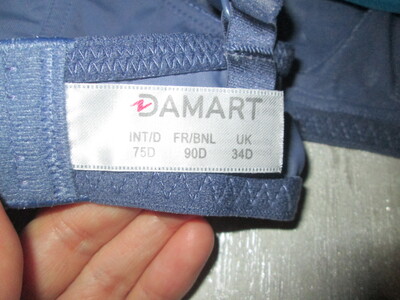 DAMART
INT/D FR/BNL UK
75D 90D 34D